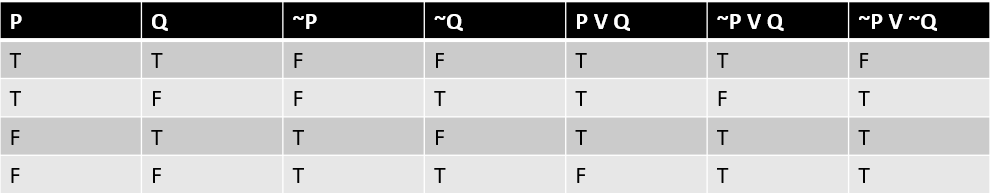 P Q ~P ~Q P V Q ~P V Q ~P V ~Q
T T F F T T F
T F F T T F T
F T T F T T T
F F T T F T T